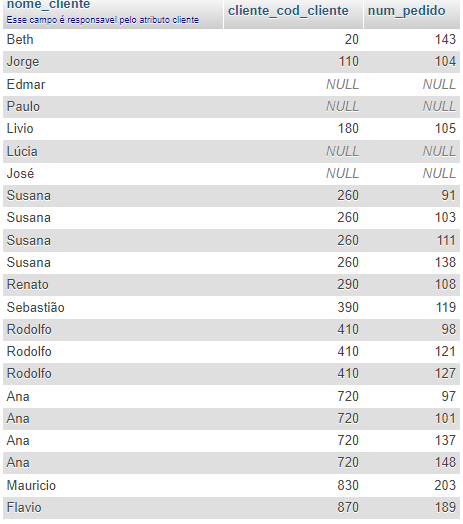 nome_cliente cliente_cod_cliente num_pedido
Esse campo é responsavel pelo atributo cliente
Beth 20 143
Jorge 110 104
Edmar NULL NULL
Paulo NULL NULL
Livio 180 105
Lúcia NULL NULL
José NULL NULL
Susana 260 91
Susana 260 103
Susana 260 111
Susana 260 138
Renato 290 108
Sebastião 390 119
Rodolfo 410 98
Rodolfo 410 121
Rodolfo 410 127
Ana 720 97
Ana 720 101
Ana 720 137
Ana 720 148
Mauricio 830 203
Flavio 870 189